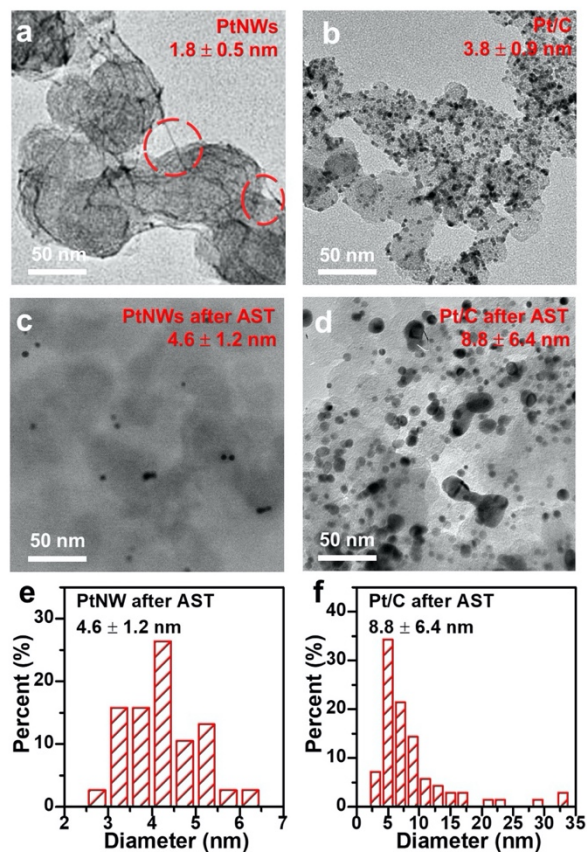 a
PtNWs
1.8 ± 0.5 nm
50 nm
b
Pt/C
3.8 ± 0.9 nm
50 nm
c
PtNWs after AST
4.6 ± 1.2 nm
50 nm
d
Pt/C after AST
8.8 ± 6.4 nm
50 nm
e
PtNW after AST
4.6 ± 1.2 nm
Percent (%)
30
20
10
0
2 3 4 5 6 7
Diameter (nm)
f
Pt/C after AST
8.8 ± 6.4 nm
Percent (%)
40
30
20
10
0
0 5 10 15 20 25 30 35
Diameter (nm)